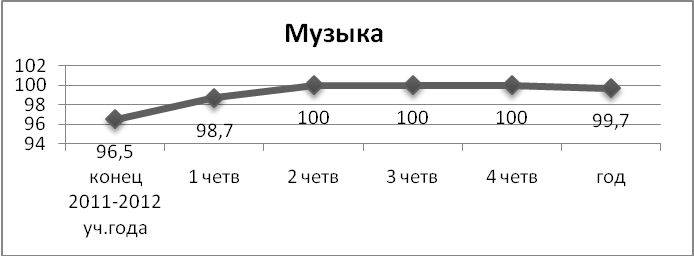 Музыка
102
100
98
96
94
96,5
98,7
100
100
100
99,7
конец
2011-2012
уч.года
1 четв
2 четв
3 четв
4 четв
год